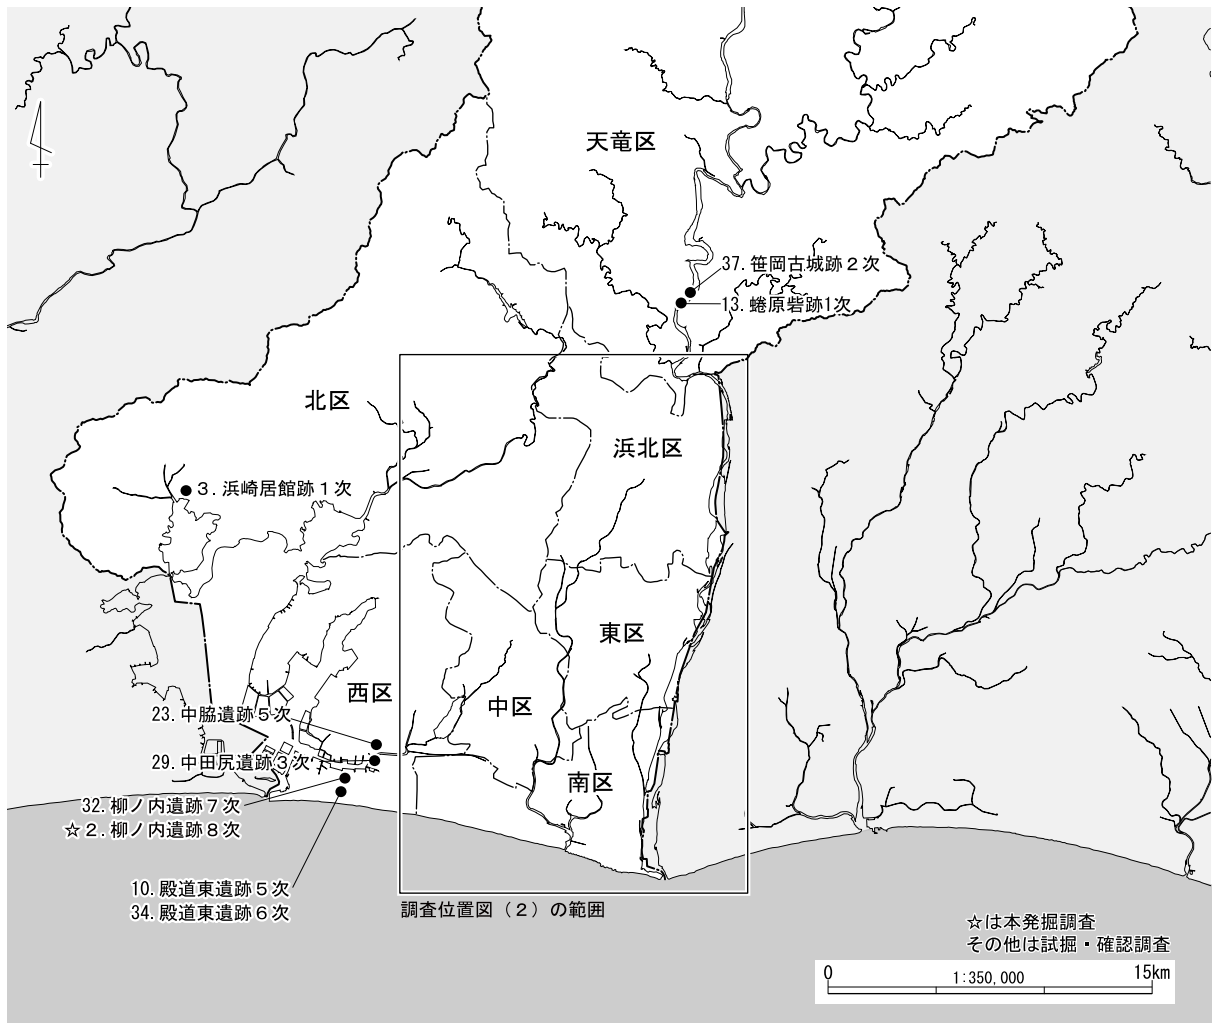 天竜区
37.笹岡古城跡２次
13.蜷原砦跡1次
北区
浜北区
３.浜崎居館跡１次
東区
西区
中区
23.中脇遺跡５次
29.中田尻遺跡３次
南区
32.柳ノ内遺跡７次
☆２.柳ノ内遺跡８次
10.殿道東遺跡５次
34.殿道東遺跡６次
調査位置図（２）の範囲
☆は本発掘調査
その他は試掘・確認調査
0 1:350,000 15km